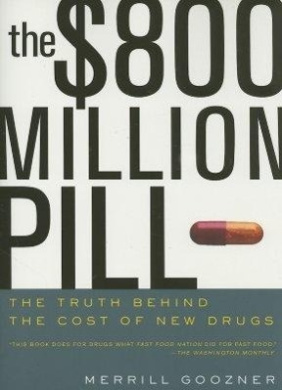 the $800
MILLION
PILL
THE TRUTH BEHIND
THE COST OF NEW DRUGS
"THIS BOOK DOES FOR DRUGS WHAT FAST FOOD NATION DID FOR FAST FOOD."
—THE WASHINGTON MONTHLY
MERRILL GOOZNER